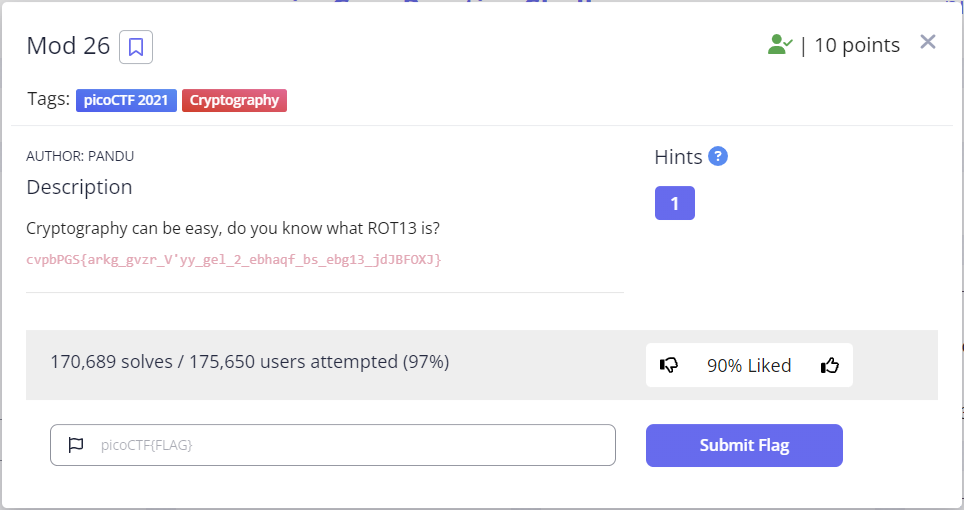 Mod 26
| 10 points
Tags: picoCTF 2021 Cryptography
AUTHOR: PANDU
Hints ?
Description
1
Cryptography can be easy, do you know what ROT13 is?
cvpbPGS{arkg_gvzr_V'yy_gel_2_ebhaqf_bs_ebg13_jdJBFOXJ}
170,689 solves / 175,650 users attempted (97%)
90% Liked
picoCTF{FLAG}
Submit Flag